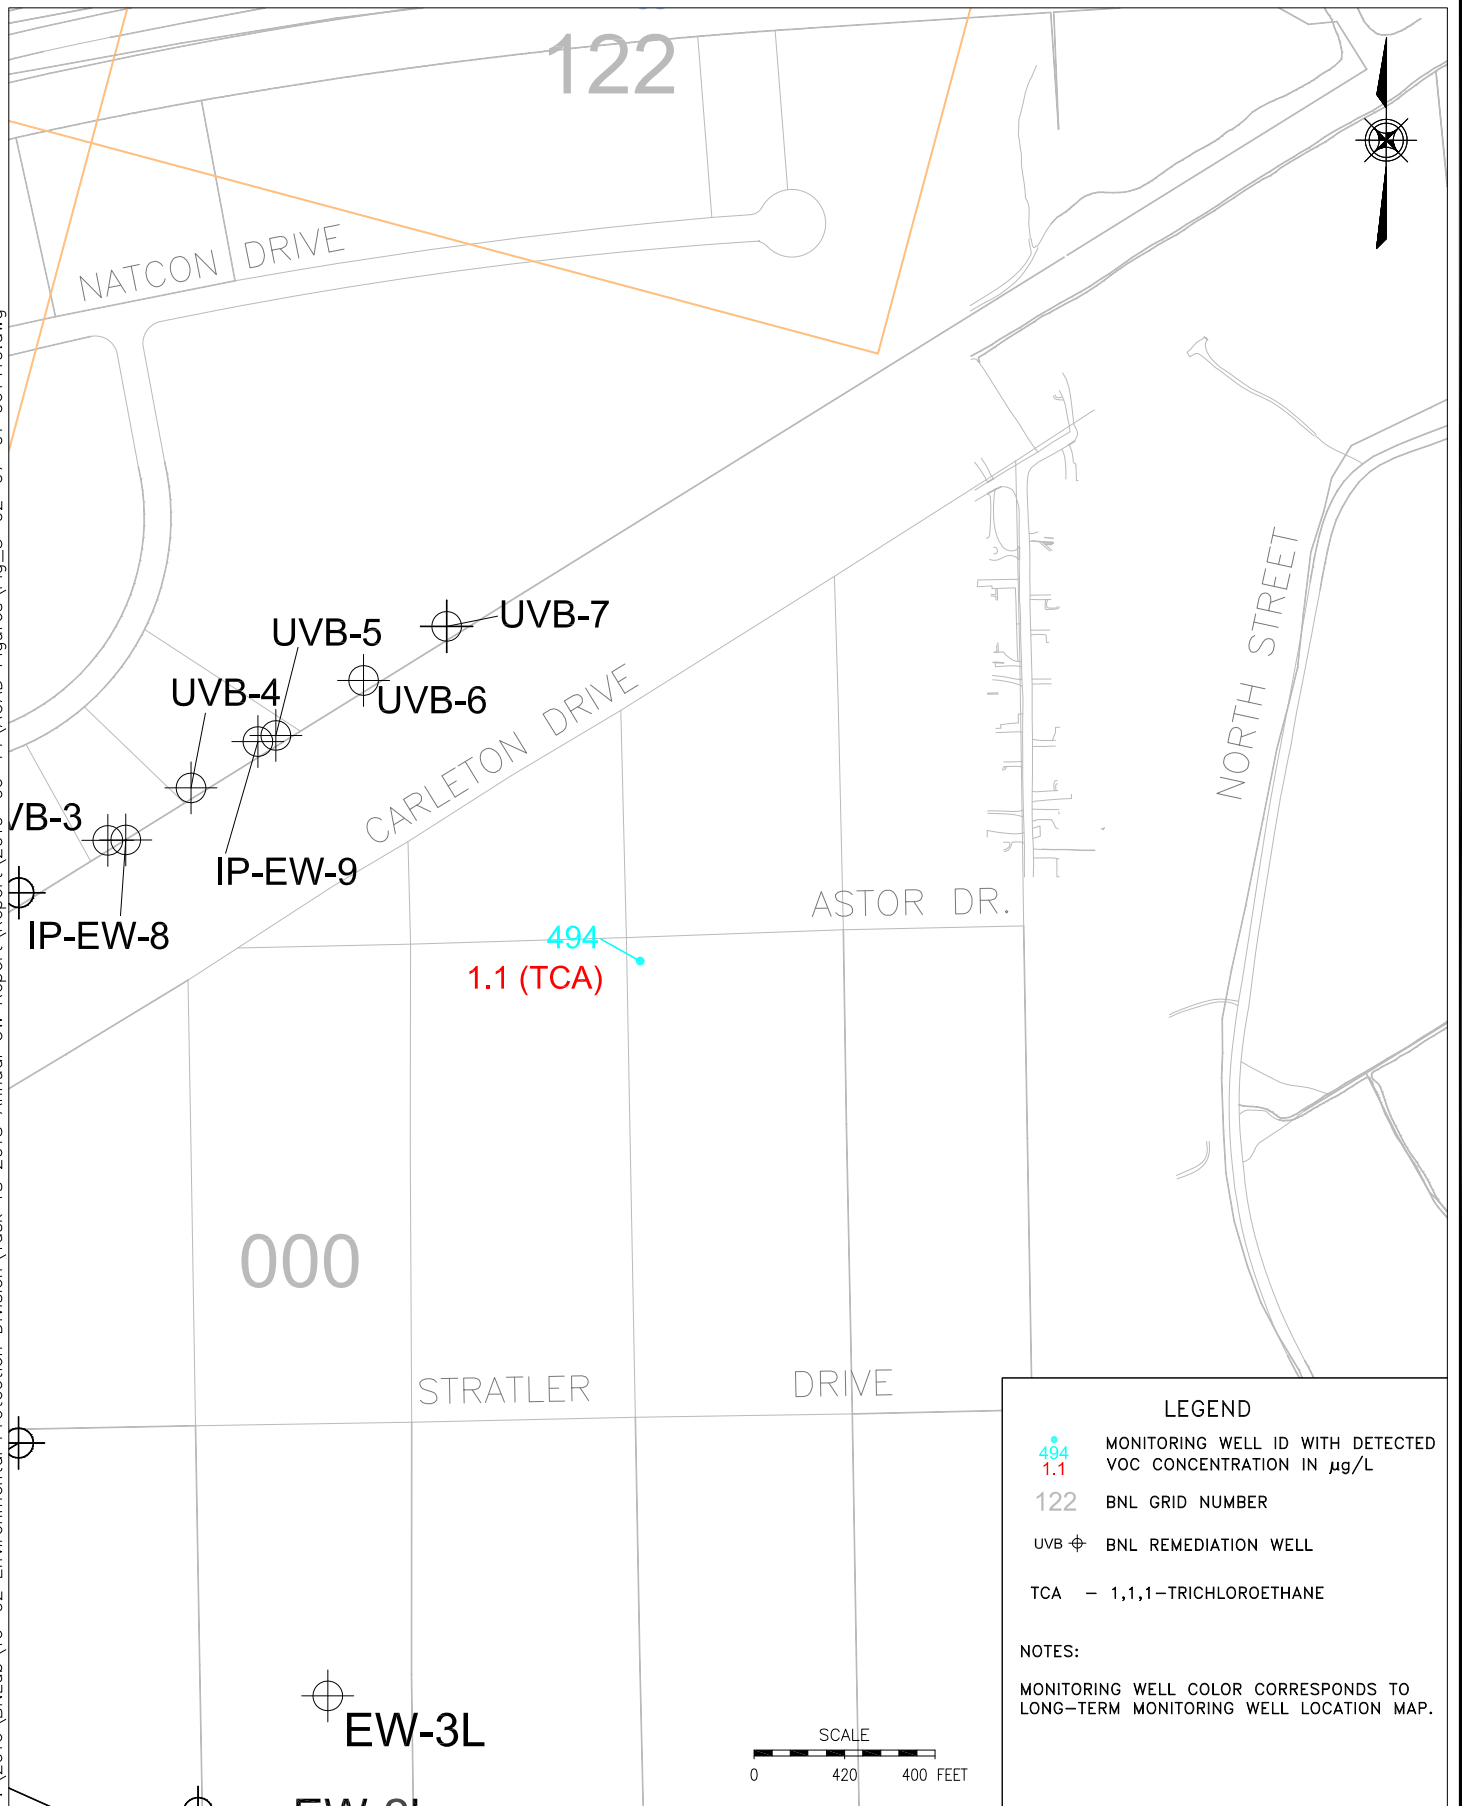 122
NATCON DRIVE
UVB-7
UVB-5
UVB-6
UVB-4
CARLETON DRIVE
NORTH STREET
VB-3
IP-EW-9
ASTOR DR.
IP-EW-8
494
1.1 (TCA)
000
STRATLER DRIVE
EW-3L
SCALE
0 420 400 FEET
LEGEND
494
1.1
MONITORING WELL ID WITH DETECTED
VOC CONCENTRATION IN µg/L
122 BNL GRID NUMBER
UVB BNL REMEDIATION WELL
TCA - 1,1,1-TRICHLOROETHANE
NOTES:
MONITORING WELL COLOR CORRESPONDS TO
LONG-TERM MONITORING WELL LOCATION MAP.